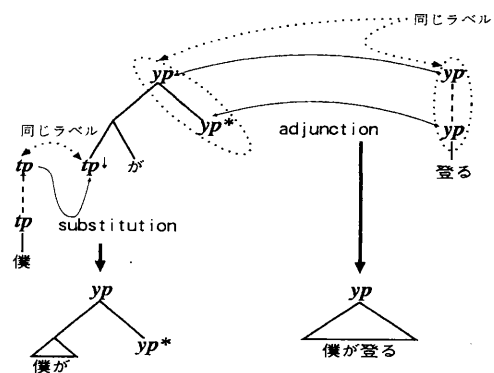 同じラベル
yp
yp
yp*
adjunction
yp
同じラベル
tp
tp↓
が
登る
tp
substitution
僕
yp
yp
yp*
僕が
僕が登る